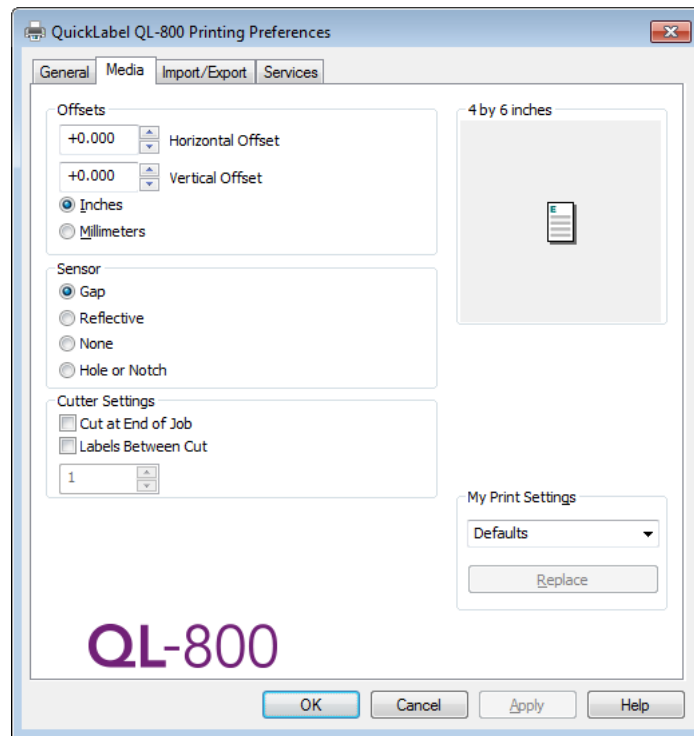 QuickLabel QL-800 Printing Preferences
General Media Import/Export Services
Offsets
+0.000 Horizontal Offset
+0.000 Vertical Offset
Inches
Millimeters
Sensor
Gap
Reflective
None
Hole or Notch
Cutter Settings
Cut at End of Job
Labels Between Cut
1
4 by 6 inches
E
My Print Settings
Defaults
Replace
QL-800
OK Cancel Apply Help